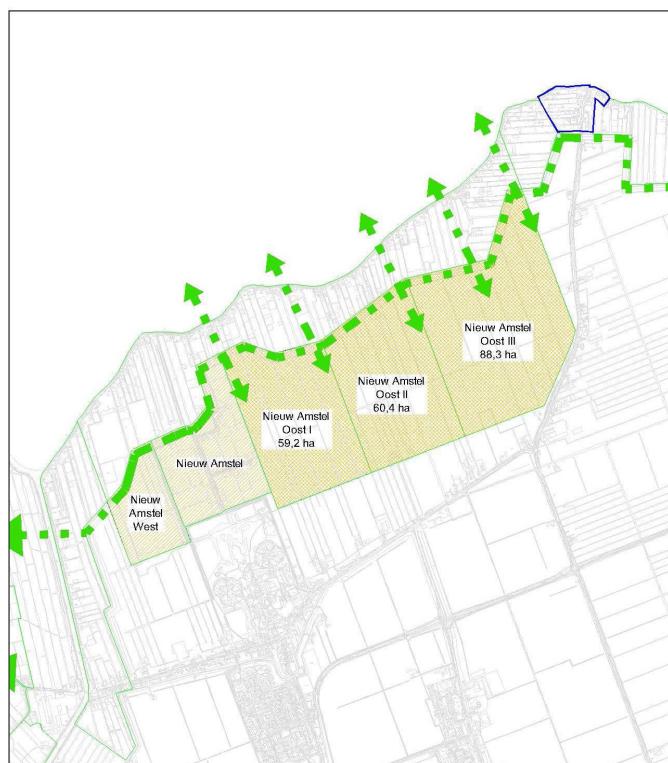 Nieuw Amstel
Oost III
88,3 ha
Nieuw Amstel
Oost II
60,4 ha
Nieuw Amstel
Oost I
59,2 ha
Nieuw Amstel
Nieuw
Amstel
West